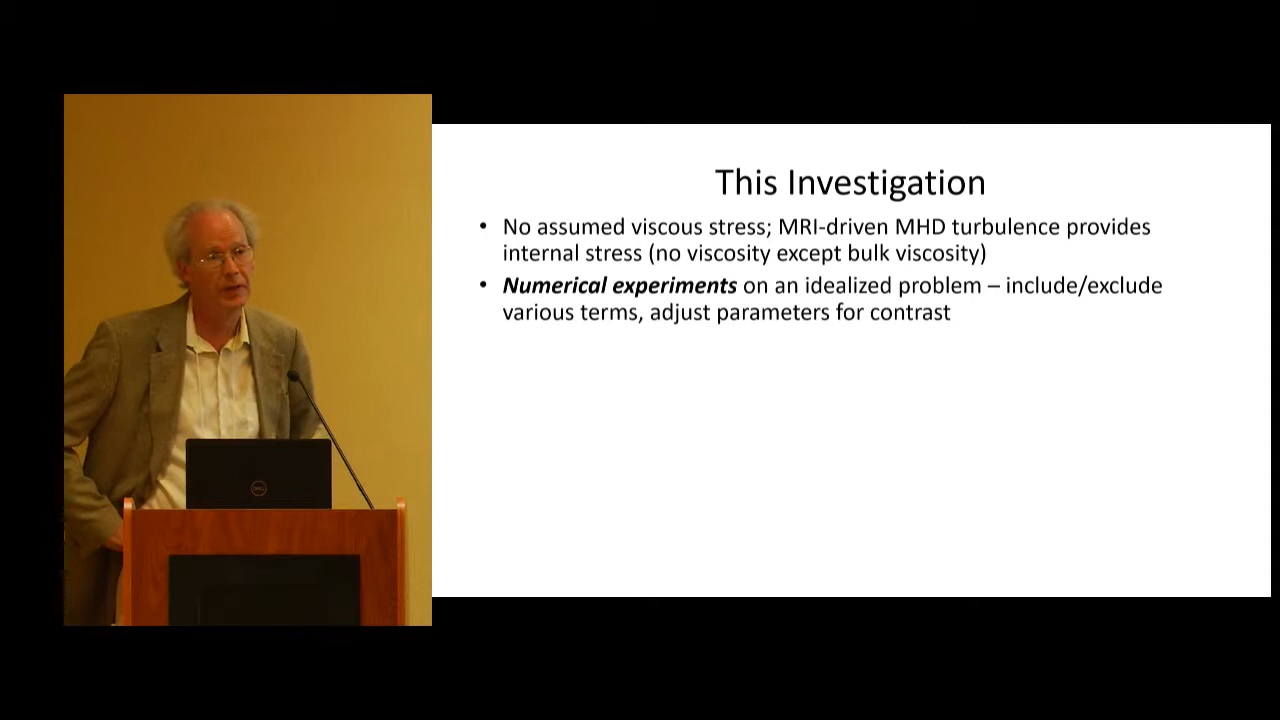 This Investigation
• No assumed viscous stress; MRI-driven MHD turbulence provides
internal stress (no viscosity except bulk viscosity)
• Numerical experiments on an idealized problem – include/exclude
various terms, adjust parameters for contrast
DELL